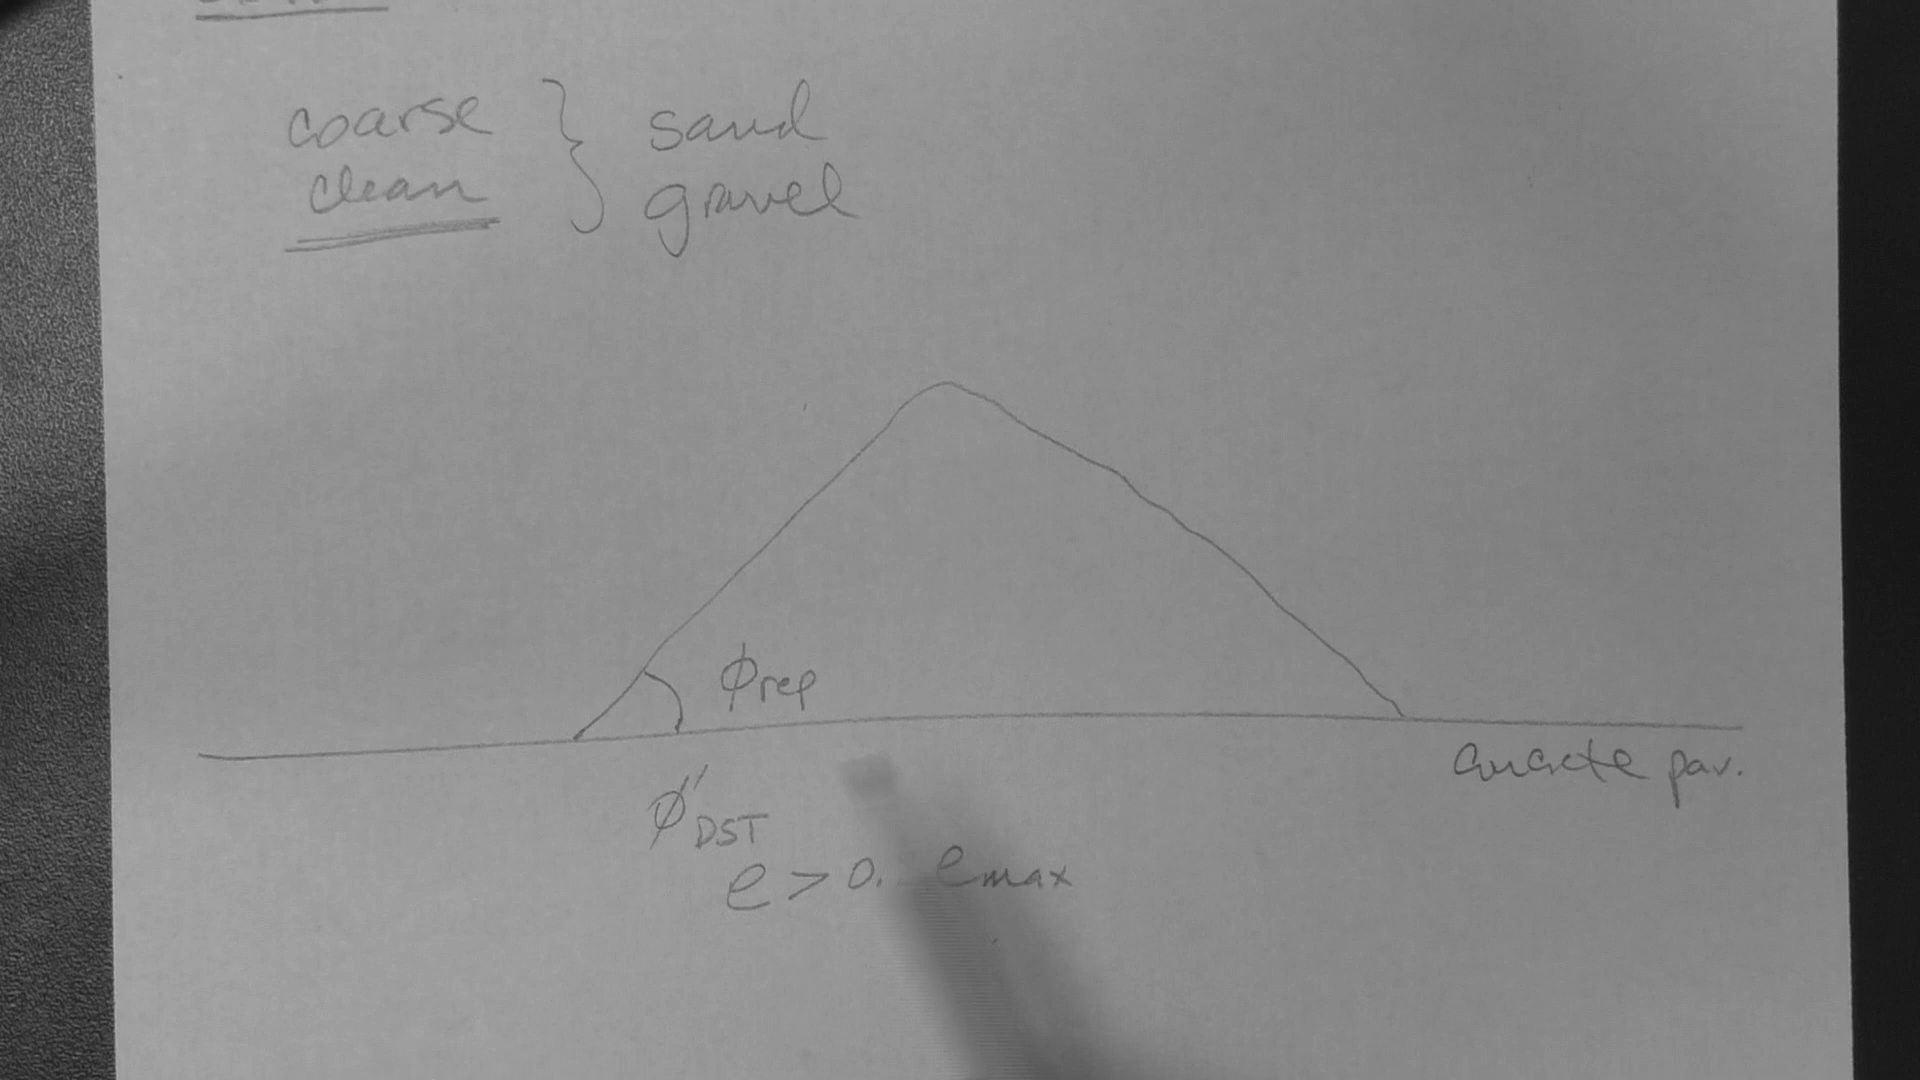 coarse } sand
clean } gravel
ϕrep
concrete pav.
ϕ'DST
e > 0. emax